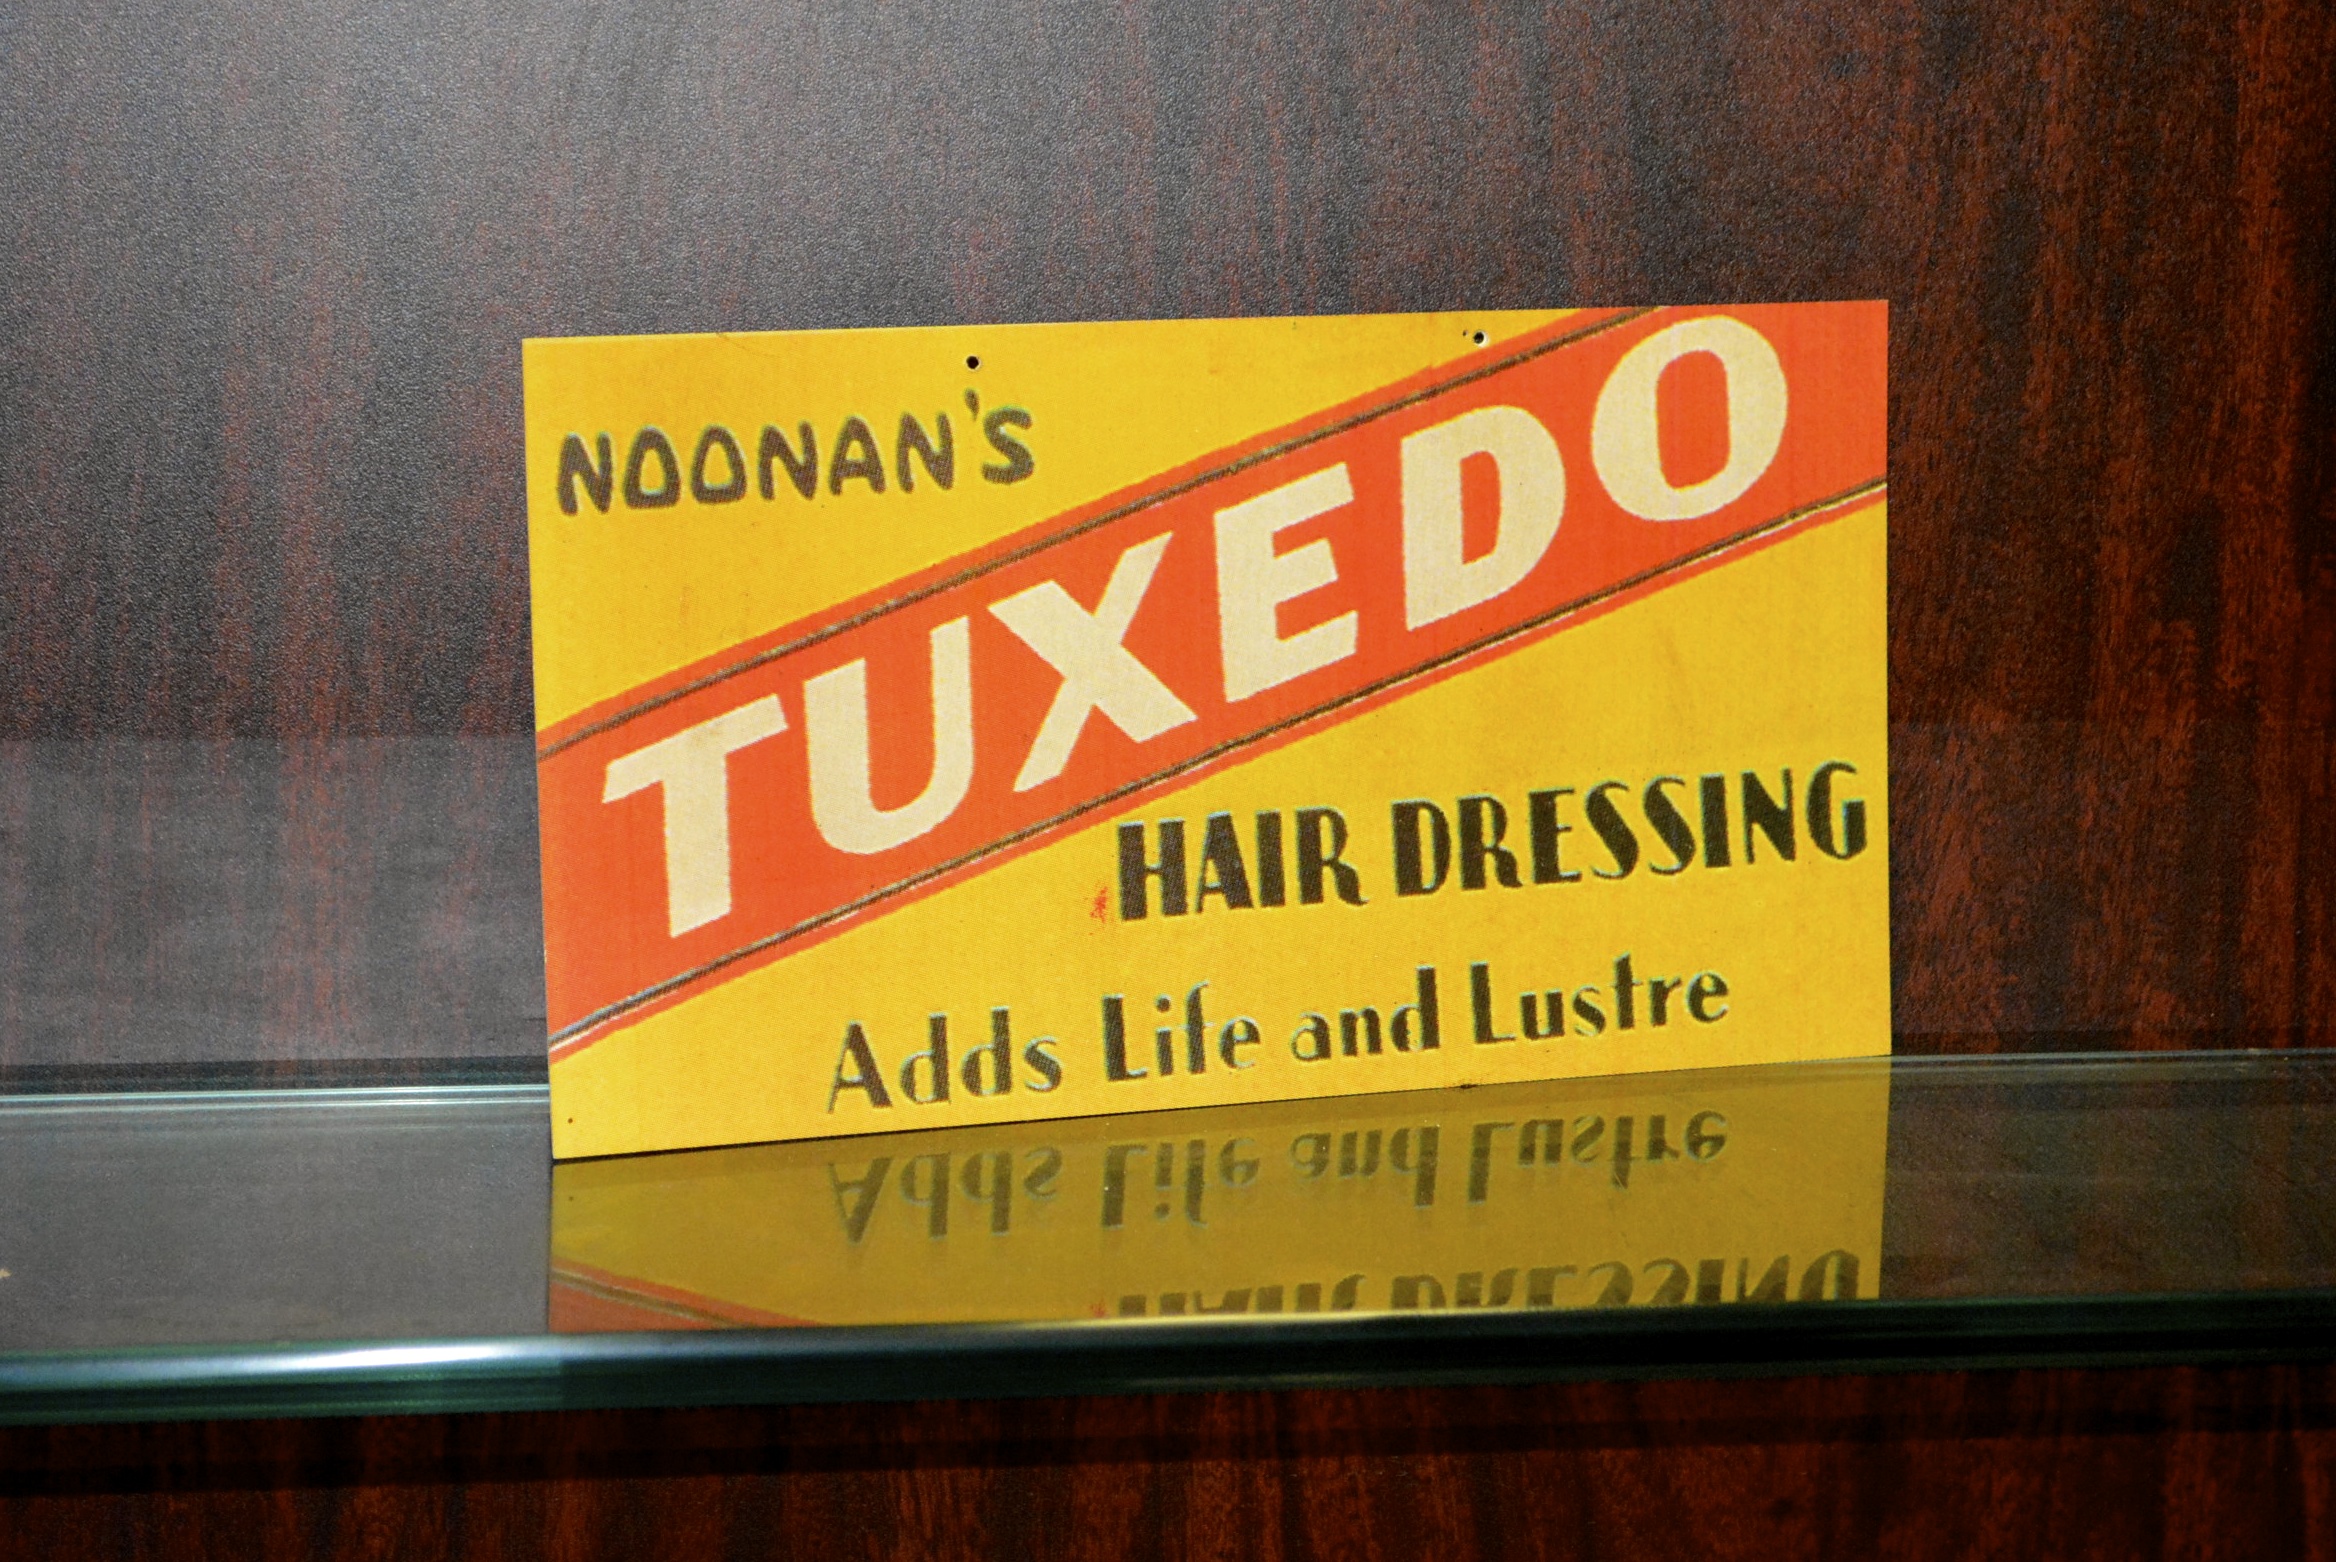 NOONAN'S
TUXEDO
HAIR DRESSING
Adds Life and Lustre